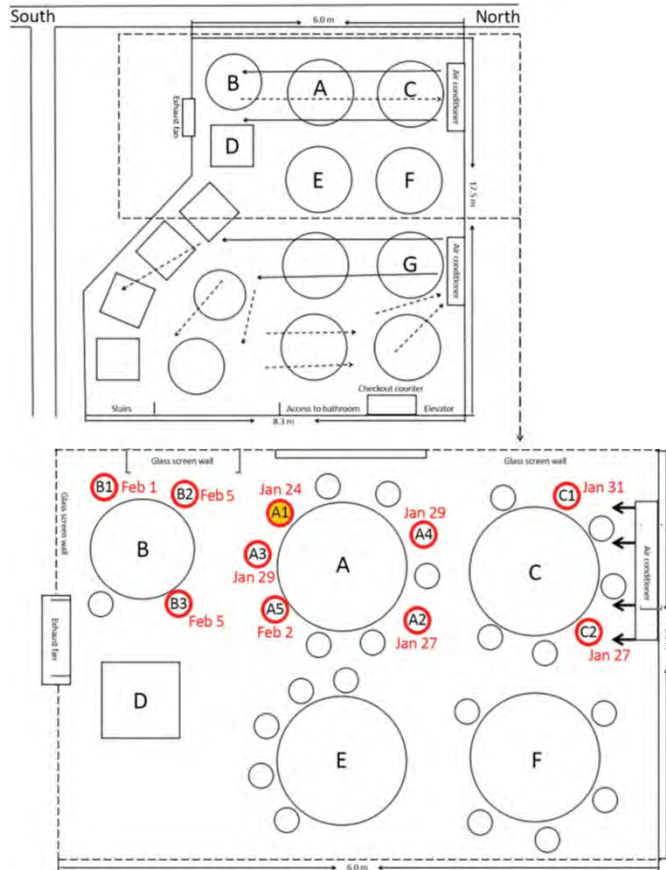 South
North
6.0 m
B
A
C
Air conditioner
Exhaust fan
D
E
F
17.5 m
G
Air conditioner
Checkout counter
Stairs
Access to bathroom
Elevator
8.3 m
Glass screen wall
Glass screen wall
Glass screen wall
B1 Feb 1
B2 Feb 5
Jan 24
A1
C1 Jan 31
Jan 29
A4
B
A3
Jan 29
A
C
Air conditioner
B3
Feb 5
A5
Feb 2
A2
Jan 27
C2
Jan 27
Exhaust fan
D
E
F
6.0 m